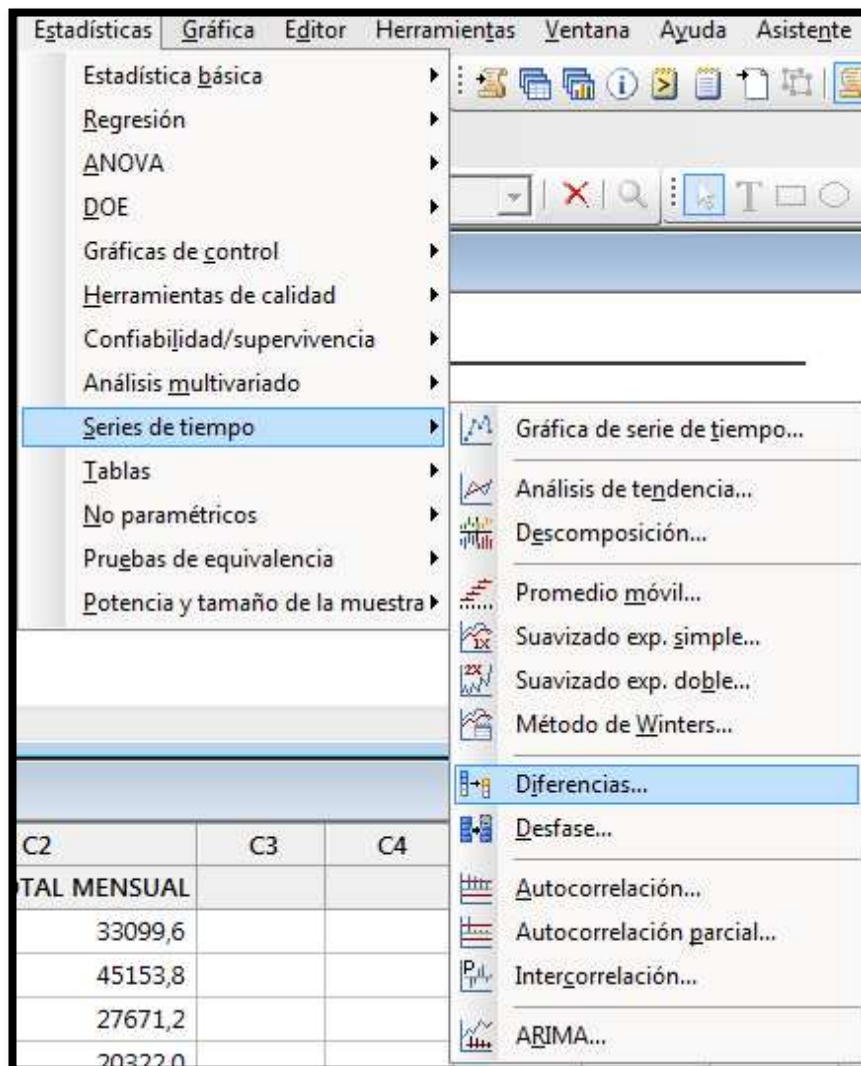 Estadísticas Gráfica Editor Herramientas Ventana Ayuda Asistente
Estadística básica
Regresión
ANOVA
DOE
Gráficas de control
Herramientas de calidad
Confiabilidad/supervivencia
Análisis multivariado
Series de tiempo
Tablas
No paramétricos
Pruebas de equivalencia
Potencia y tamaño de la muestra
Gráfica de serie de tiempo...
Análisis de tendencia...
Descomposición...
Promedio móvil...
Suavizado exp. simple...
Suavizado exp. doble...
Método de Winters...
Diferencias...
Desfase...
Autocorrelación...
Autocorrelación parcial...
Intercorrelación...
ARIMA...
C2 C3 C4
TAL MENSUAL
33099,6
45153,8
27671,2
20322,0